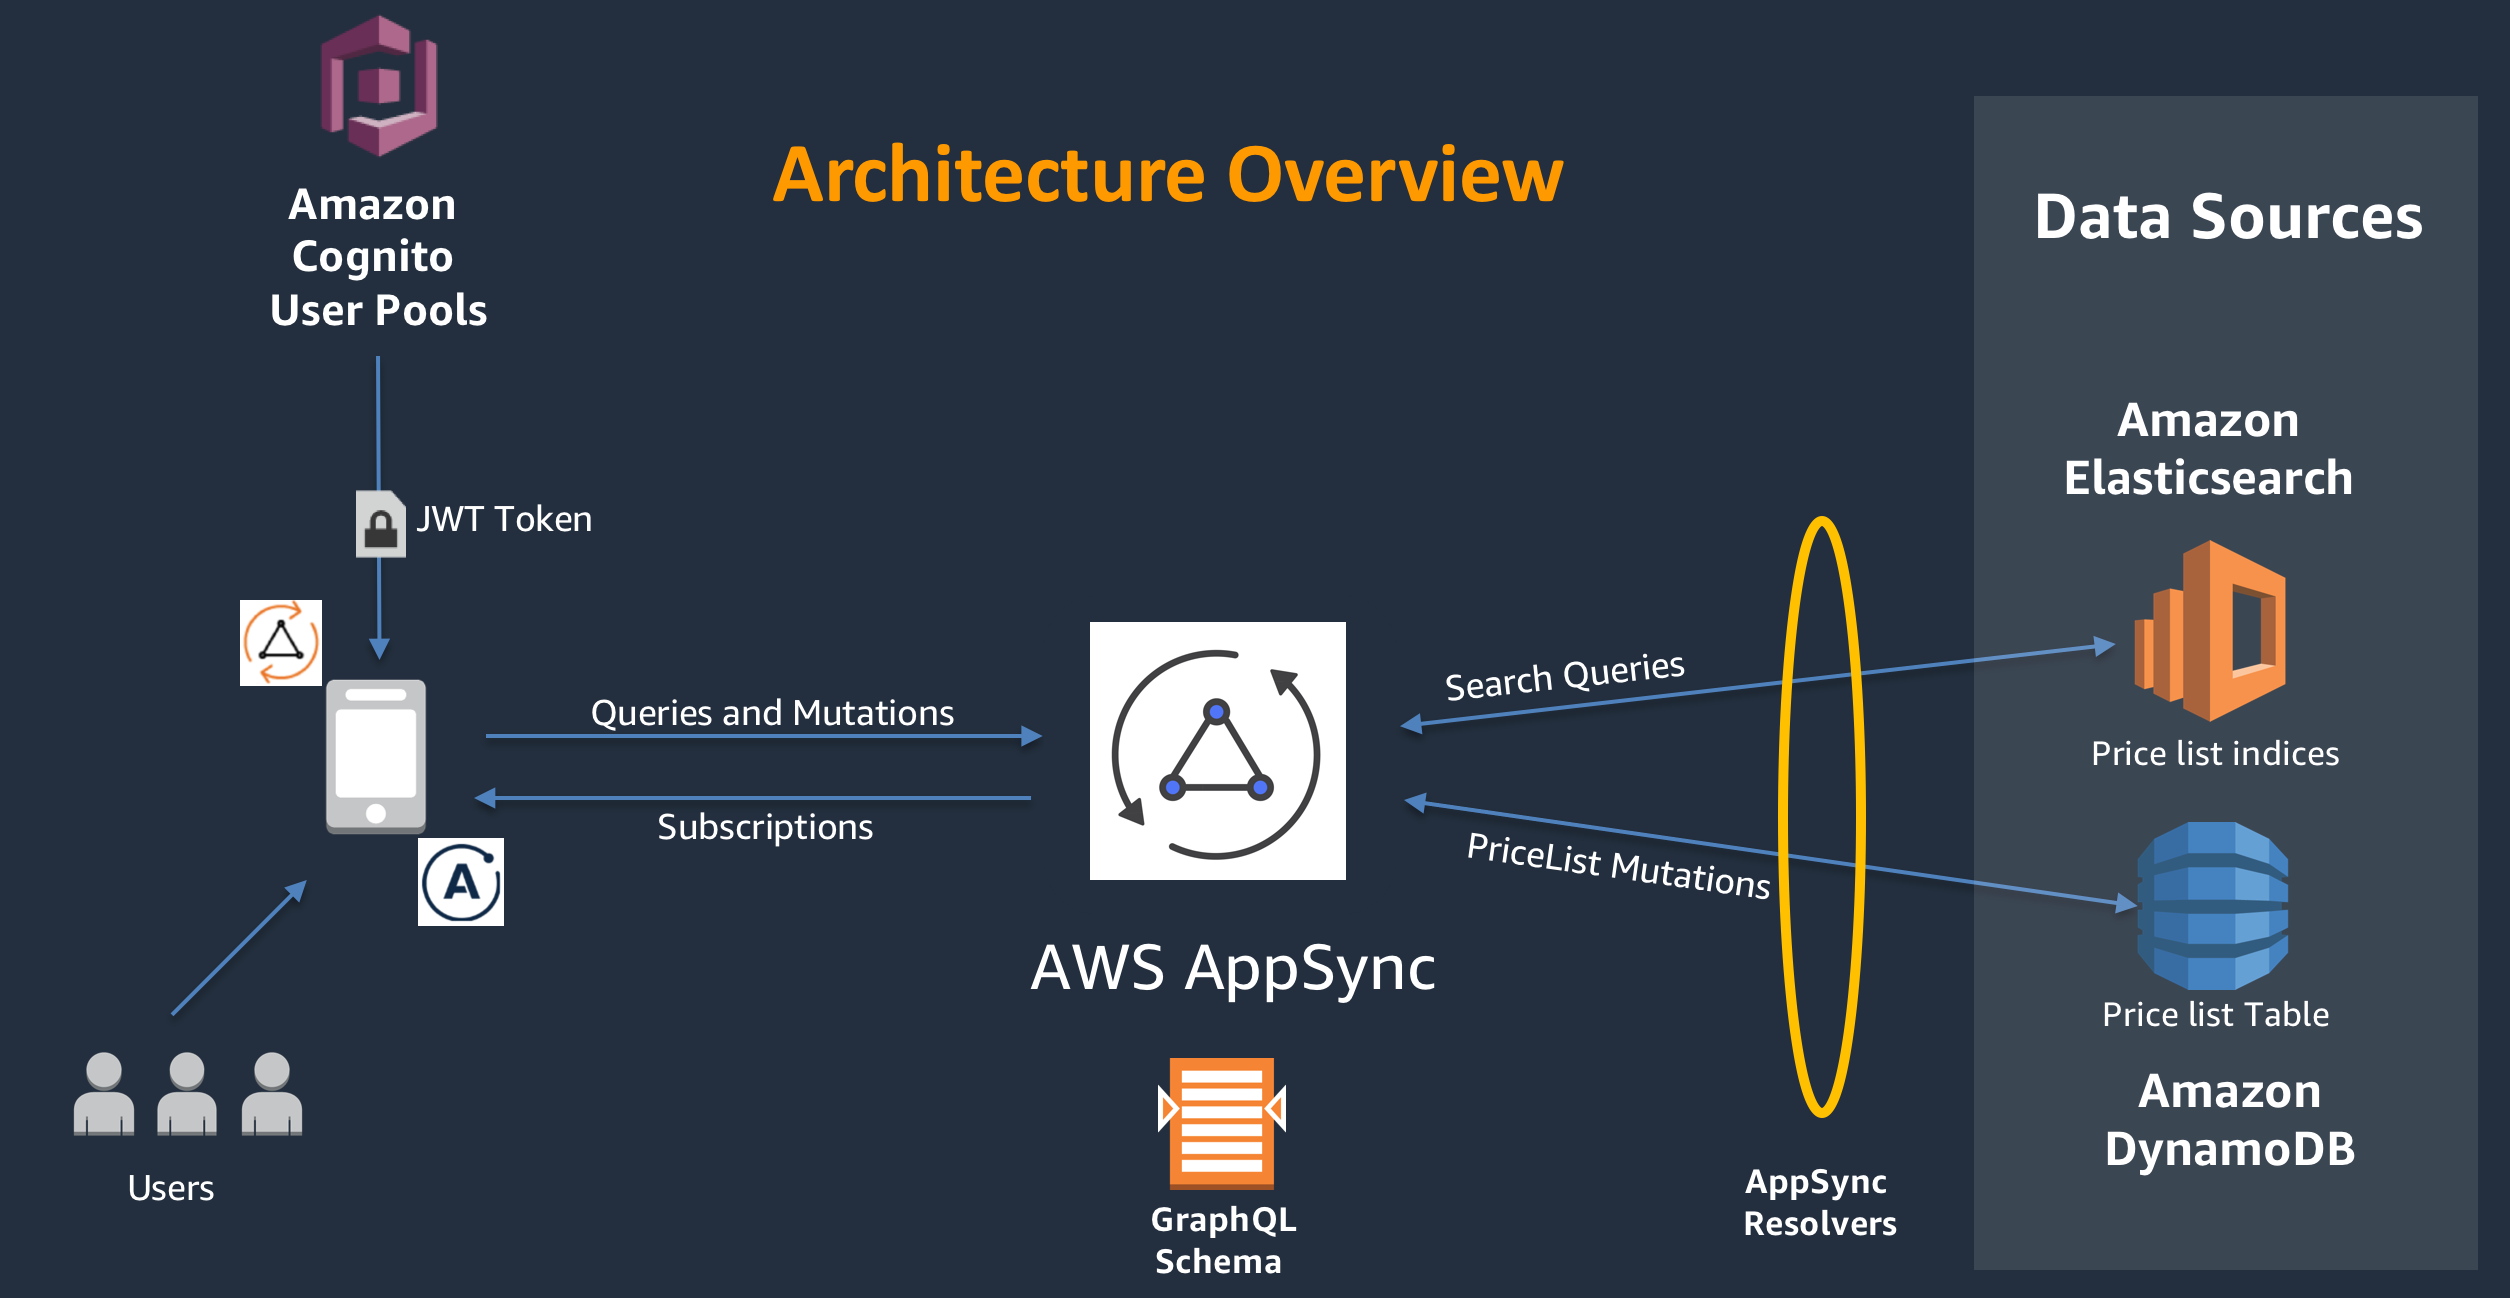 Architecture Overview
Amazon
Cognito
User Pools
JWT Token
Queries and Mutations
Subscriptions
A
Users
AWS AppSync
GraphQL
Schema
Search Queries
PriceList Mutations
AppSync
Resolvers
Data Sources
Amazon
Elasticsearch
Price list indices
Price list Table
Amazon
DynamoDB